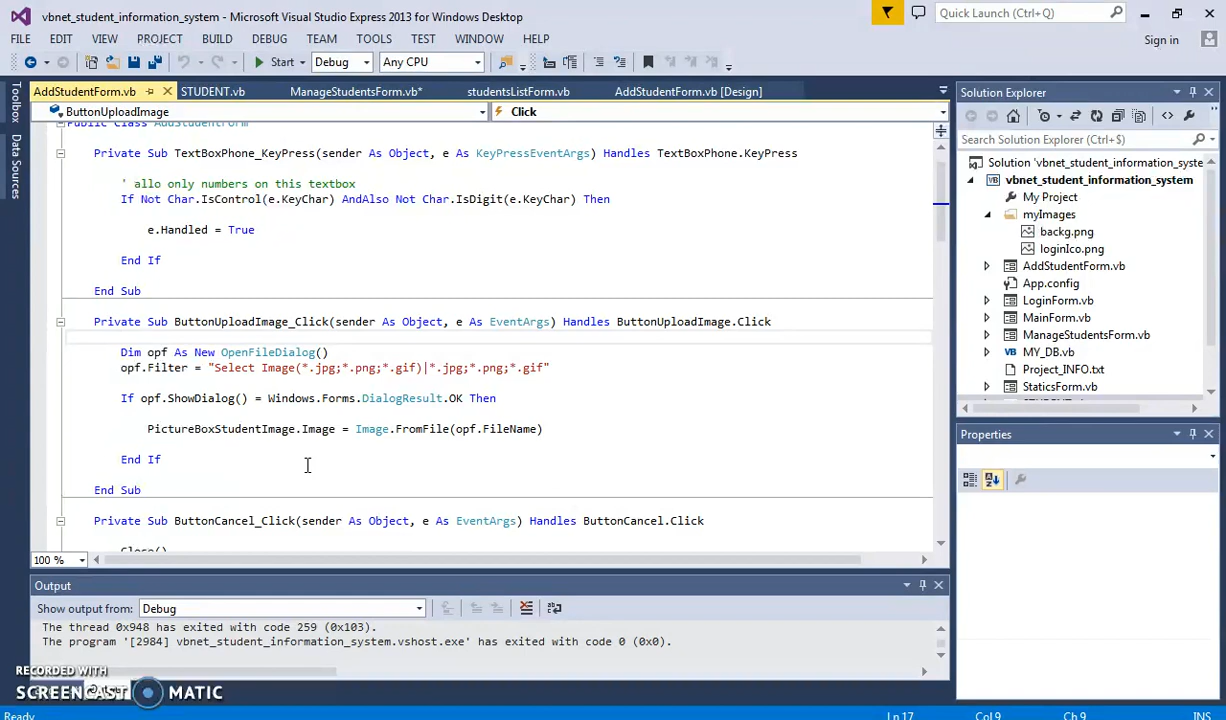 vbnet_student_information_system - Microsoft Visual Studio Express 2013 for Windows Desktop
Quick Launch (Ctrl+Q)
FILE EDIT VIEW PROJECT BUILD DEBUG TEAM TOOLS TEST WINDOW HELP
Sign in
Start Debug Any CPU
AddStudentForm.vb STUDENT.vb ManageStudentsForm.vb* studentsListForm.vb AddStudentForm.vb [Design]
ButtonUploadImage Click
Toolbox
Data Sources
Public Class AddStudentForm
Private Sub TextBoxPhone_KeyPress(sender As Object, e As KeyPressEventArgs) Handles TextBoxPhone.KeyPress
' allo only numbers on this textbox
If Not Char.IsControl(e.KeyChar) AndAlso Not Char.IsDigit(e.KeyChar) Then
e.Handled = True
End If
End Sub
Private Sub ButtonUploadImage_Click(sender As Object, e As EventArgs) Handles ButtonUploadImage.Click
Dim opf As New OpenFileDialog()
opf.Filter = "Select Image(*.jpg;*.png;*.gif)|*.jpg;*.png;*.gif"
If opf.ShowDialog() = Windows.Forms.DialogResult.OK Then
PictureBoxStudentImage.Image = Image.FromFile(opf.FileName)
End If
End Sub
Private Sub ButtonCancel_Click(sender As Object, e As EventArgs) Handles ButtonCancel.Click
Close()
100 %
Solution Explorer
Search Solution Explorer (Ctrl+$)
Solution 'vbnet_student_information_syste
vbnet_student_information_system
My Project
myImages
backg.png
loginIco.png
AddStudentForm.vb
App.config
LoginForm.vb
MainForm.vb
ManageStudentsForm.vb
MY_DB.vb
Project_INFO.txt
StaticsForm.vb
Properties
Output
Show output from: Debug
The thread 0x948 has exited with code 259 (0x103).
The program '[2984] vbnet_student_information_system.vshost.exe' has exited with code 0 (0x0).
RECORDED WITH
SCREENCAST MATIC
Ln 17 Col 9 Ch 9 INS